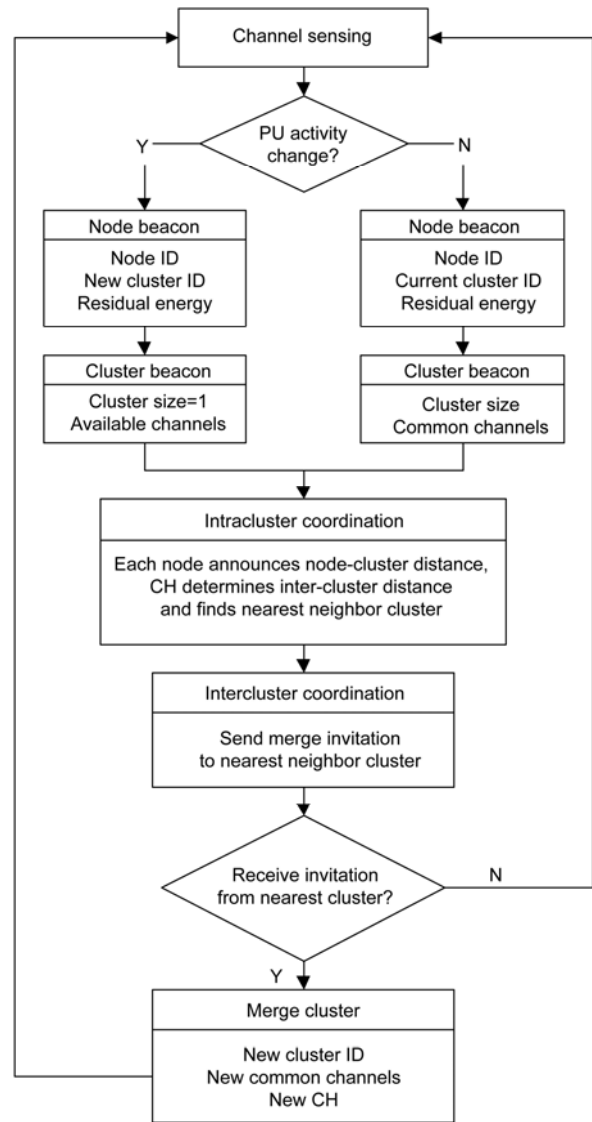 Channel sensing
PU activity
change?
Y
N
Node beacon
Node ID
New cluster ID
Residual energy
Node beacon
Node ID
Current cluster ID
Residual energy
Cluster beacon
Cluster size=1
Available channels
Cluster beacon
Cluster size
Common channels
Intracluster coordination
Each node announces node-cluster distance,
CH determines inter-cluster distance
and finds nearest neighbor cluster
Intercluster coordination
Send merge invitation
to nearest neighbor cluster
Receive invitation
from nearest cluster?
N
Y
Merge cluster
New cluster ID
New common channels
New CH